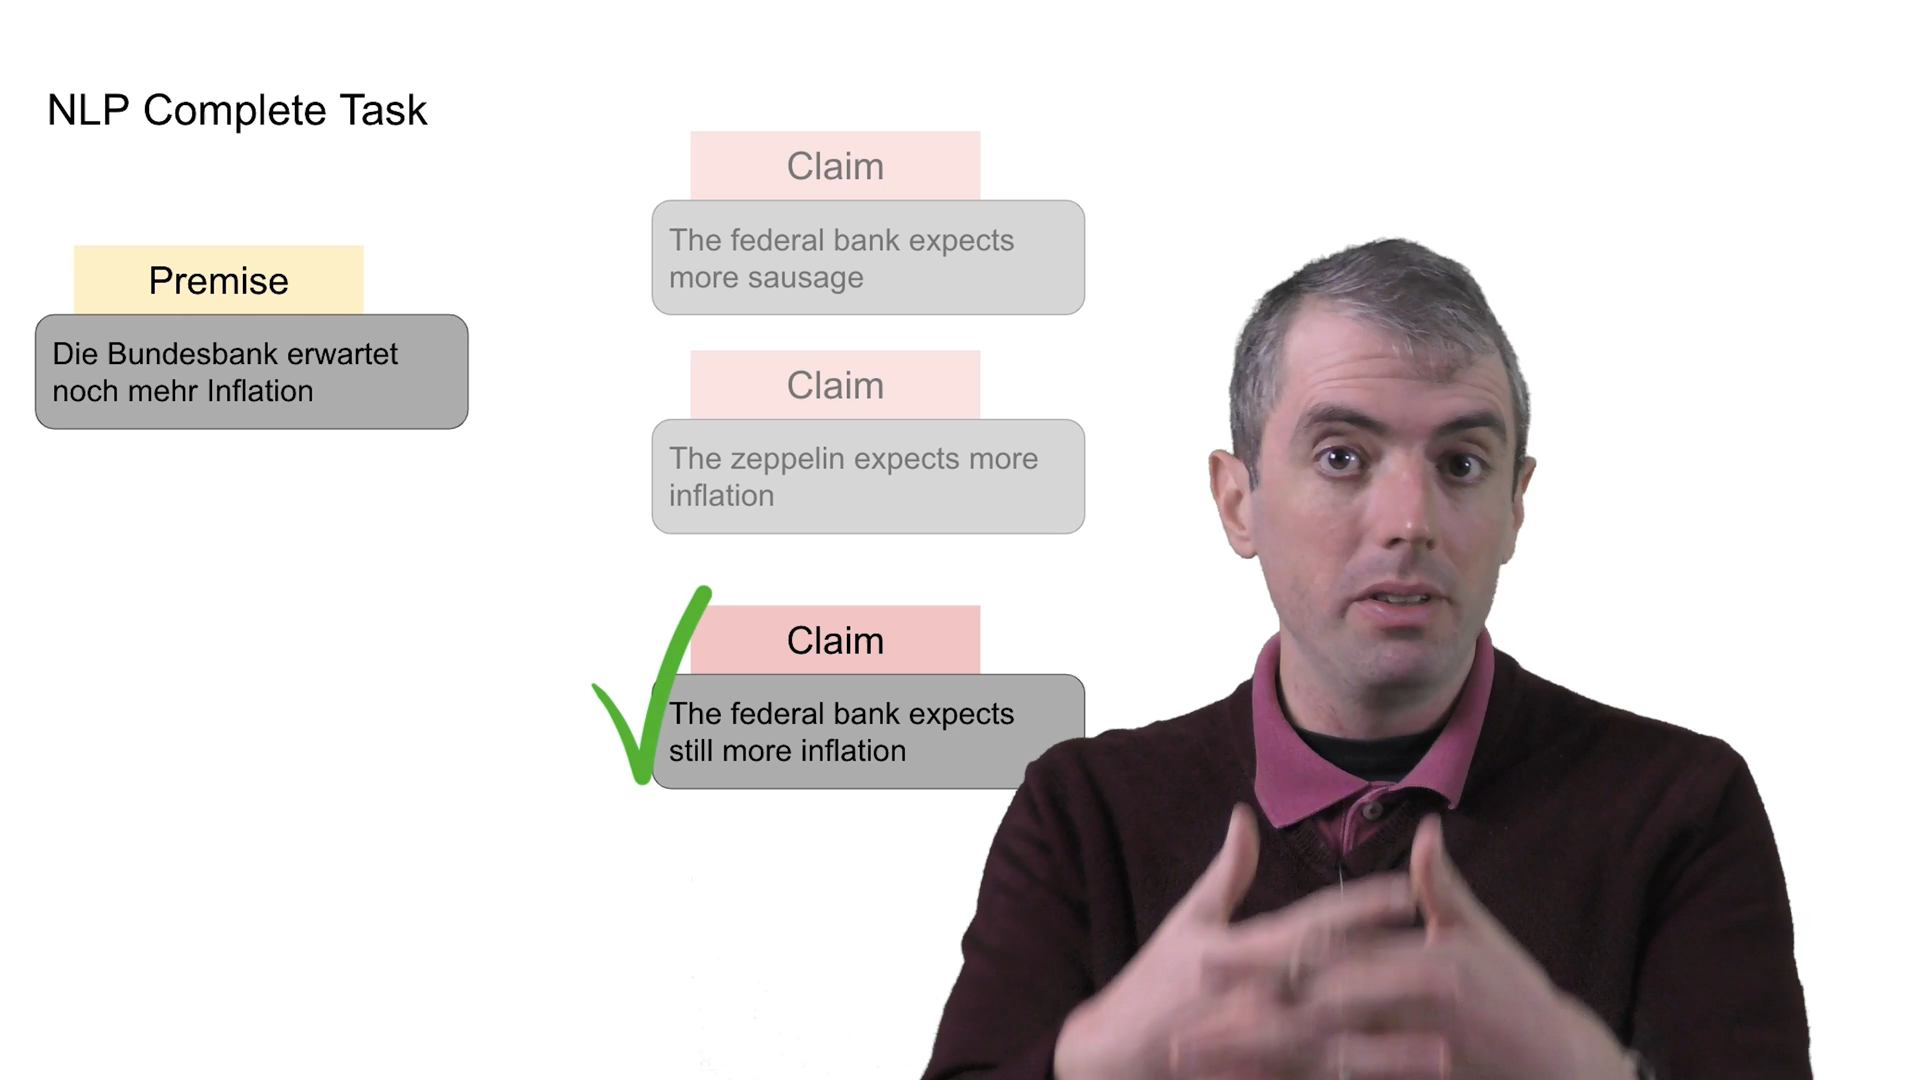 NLP Complete Task
Premise
Die Bundesbank erwartet
noch mehr Inflation
Claim
The federal bank expects
more sausage
Claim
The zeppelin expects more
inflation
Claim
The federal bank expects
still more inflation